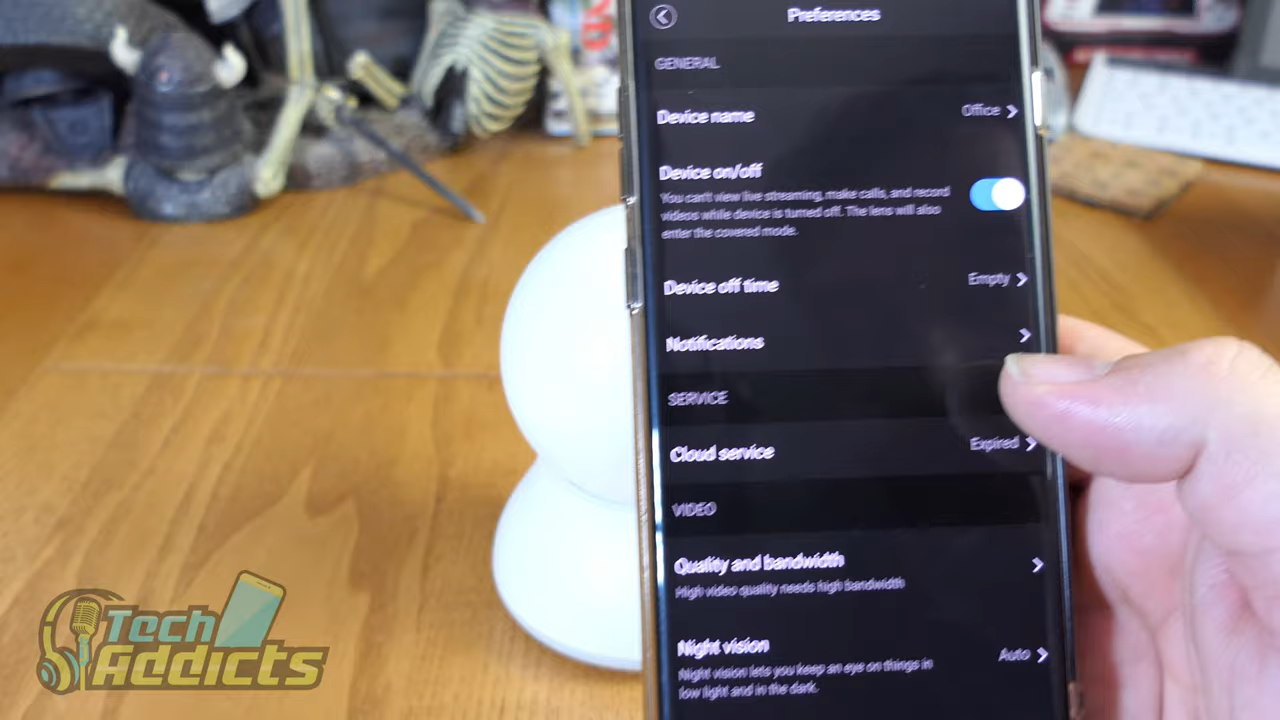 Preferences
GENERAL
Device name
Office
Device on/off
You can't view live streaming, make calls, and record
videos while device is turned off. The lens will also
enter the covered mode.
Device off time
Empty
Notifications
SERVICE
Cloud service
Expired
VIDEO
Quality and bandwidth
High video quality needs high bandwidth
Night vision
Auto
Night vision lets you keep an eye on things in
low light and in the dark.
Tech
Addicts